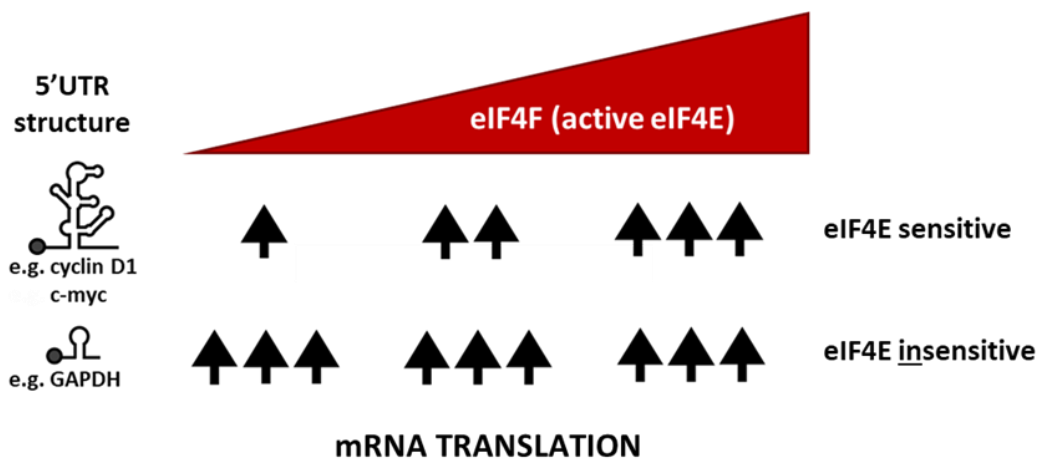 5'UTR
structure
eIF4F (active eIF4E)
eIF4E sensitive
e.g. cyclin D1
c-myc
eIF4E insensitive
e.g. GAPDH
mRNA TRANSLATION